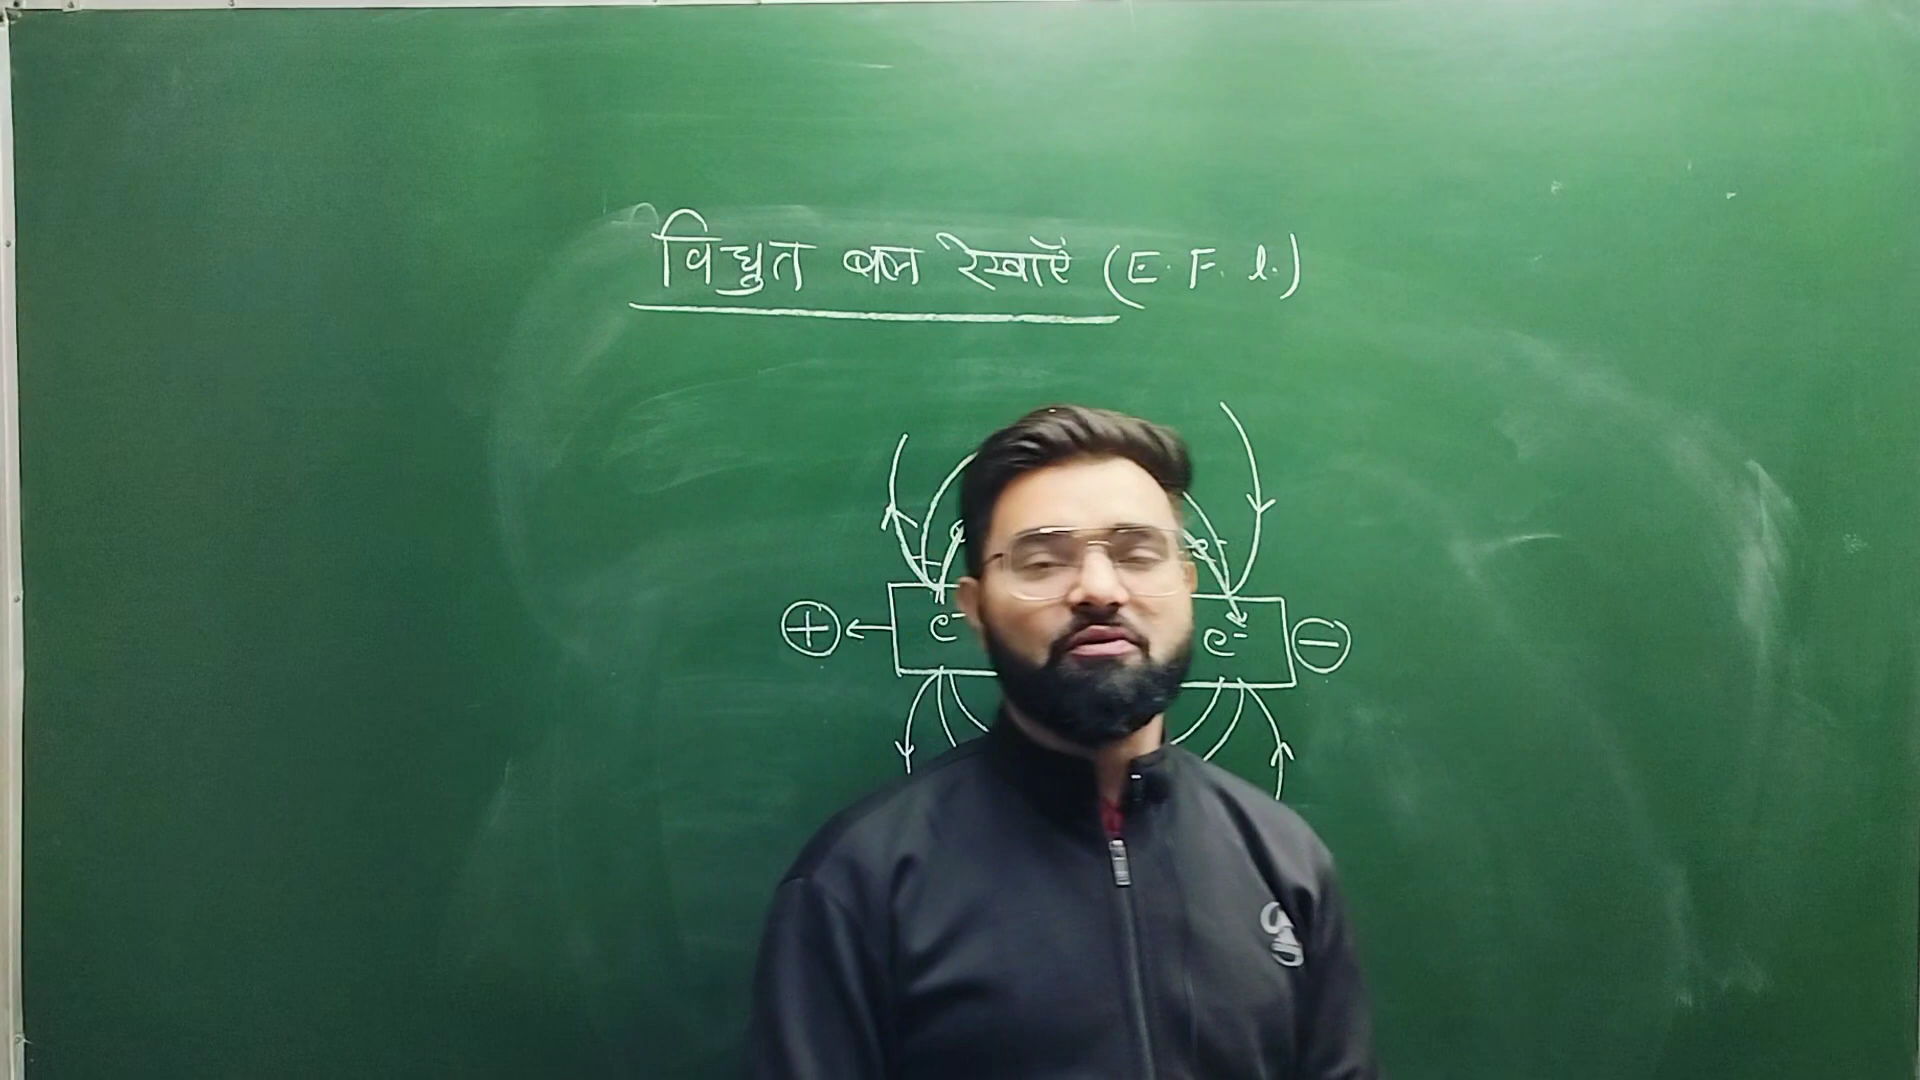 विधुत बल रेखाएँ (E. F. l.)
e⁻ e⁻
e⁻ e⁻
+ −